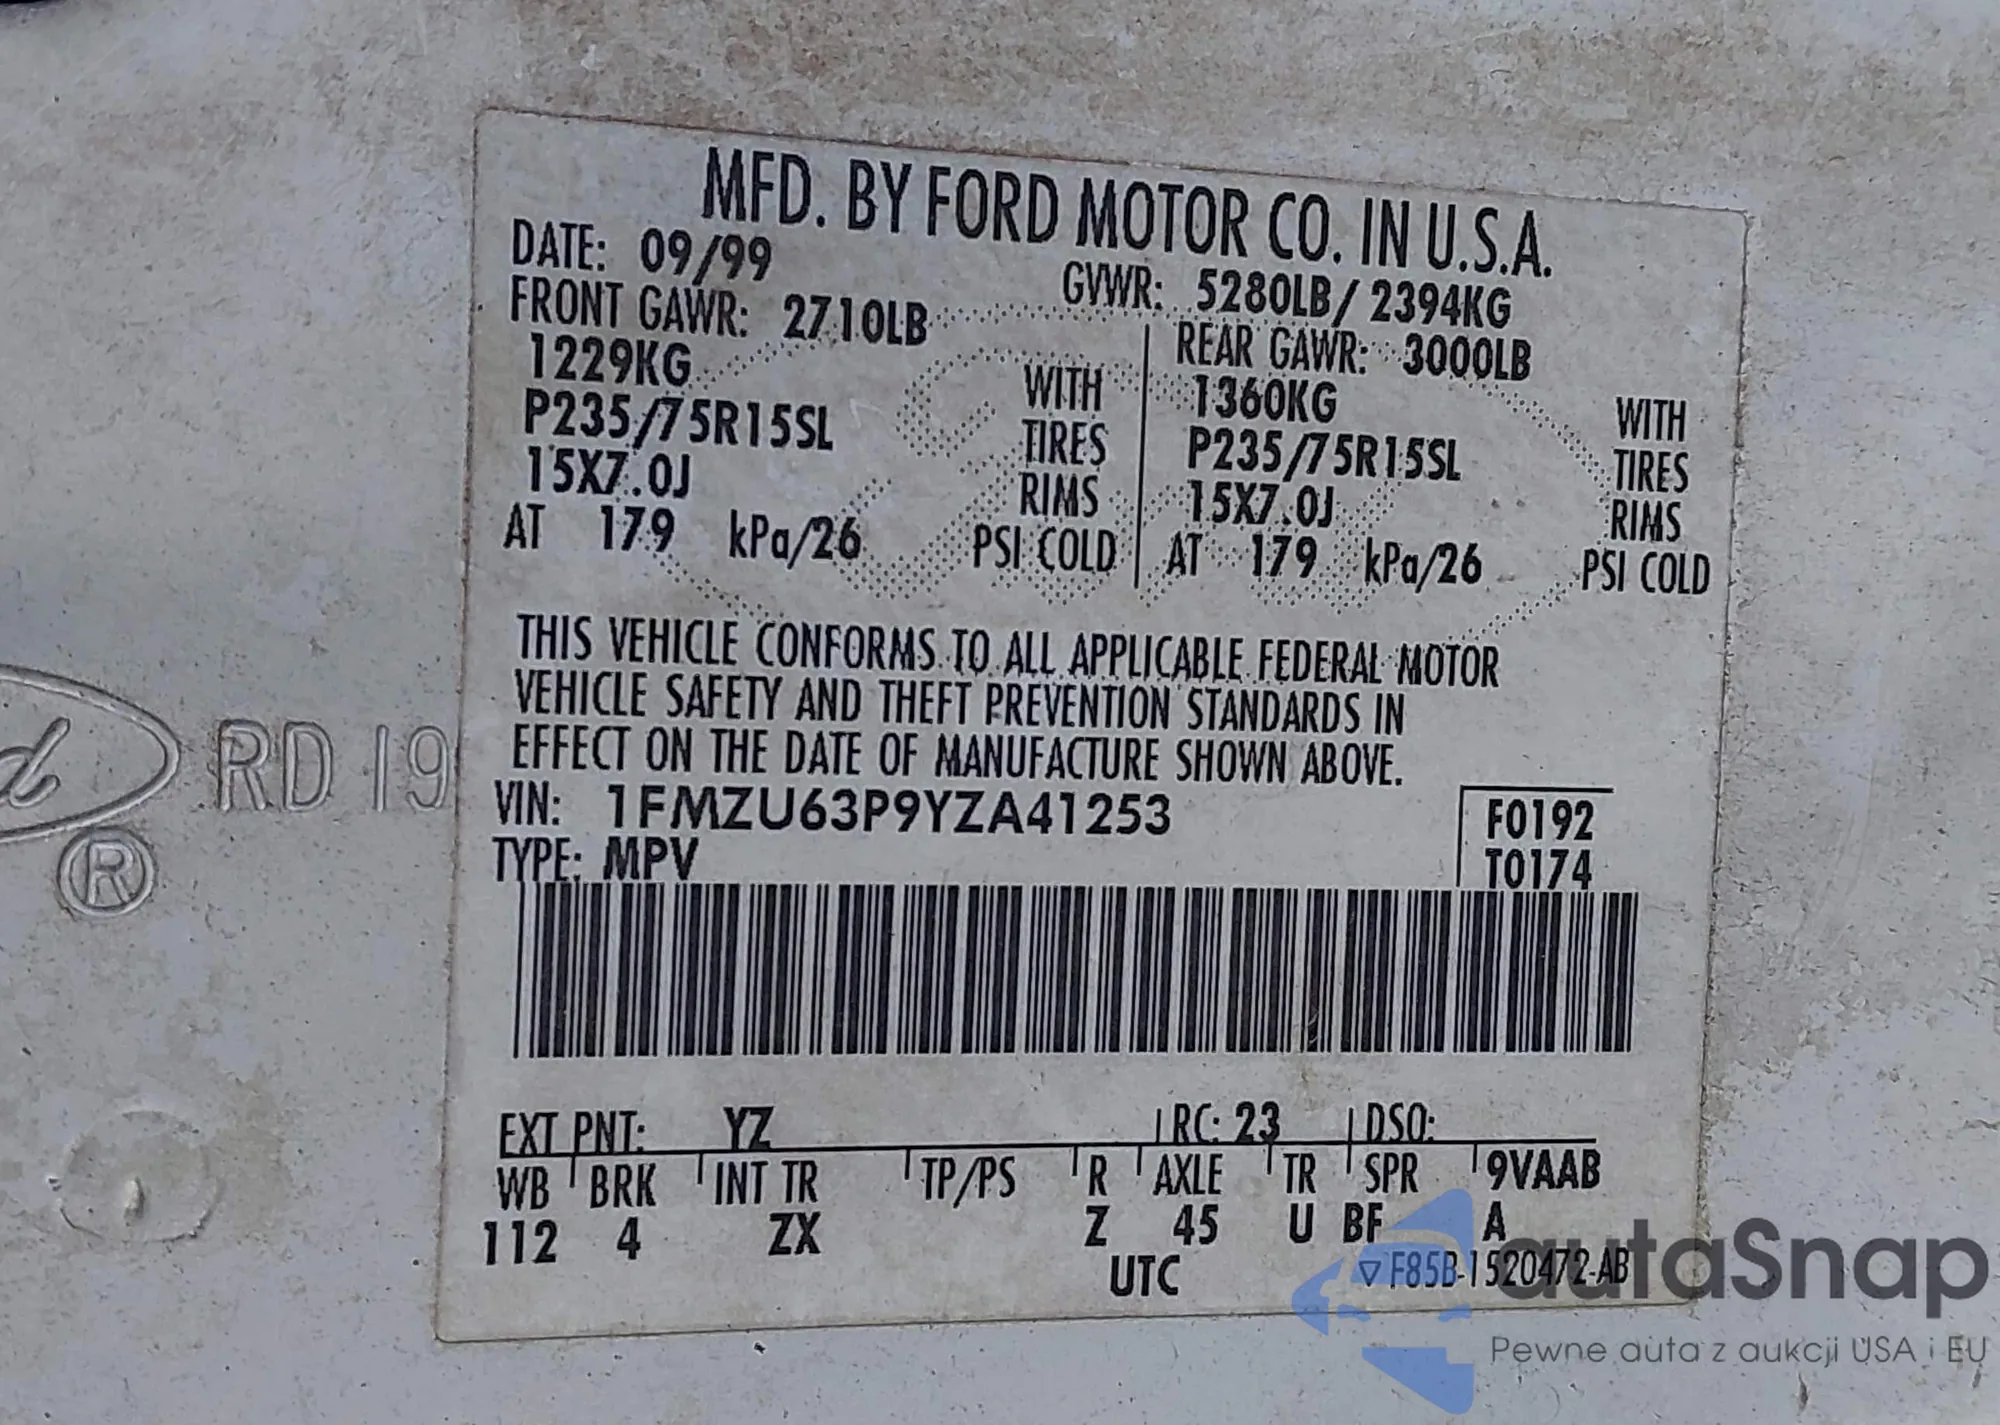 MFD. BY FORD MOTOR CO. IN U.S.A.
DATE: 09/99 GVWR: 5280LB/ 2394KG
FRONT GAWR: 2710LB REAR GAWR: 3000LB
1229KG WITH 1360KG WITH
P235/75R15SL TIRES P235/75R15SL TIRES
15X7.0J RIMS 15X7.0J RIMS
AT 179 kPa/26 PSI COLD AT 179 kPa/26 PSI COLD
THIS VEHICLE CONFORMS TO ALL APPLICABLE FEDERAL MOTOR
VEHICLE SAFETY AND THEFT PREVENTION STANDARDS IN
EFFECT ON THE DATE OF MANUFACTURE SHOWN ABOVE.
RD 19
®
VIN: 1FMZU63P9YZA41253 F0192
TYPE: MPV T0174
EXT PNT: YZ RC: 23 DSO:
WB BRK INT TR TP/PS R AXLE TR SPR 9VAAB
112 4 ZX Z 45 U BF A
UTC ▽F85B-1520472-AB
autaSnap
Pewne auta z aukcji USA i EU